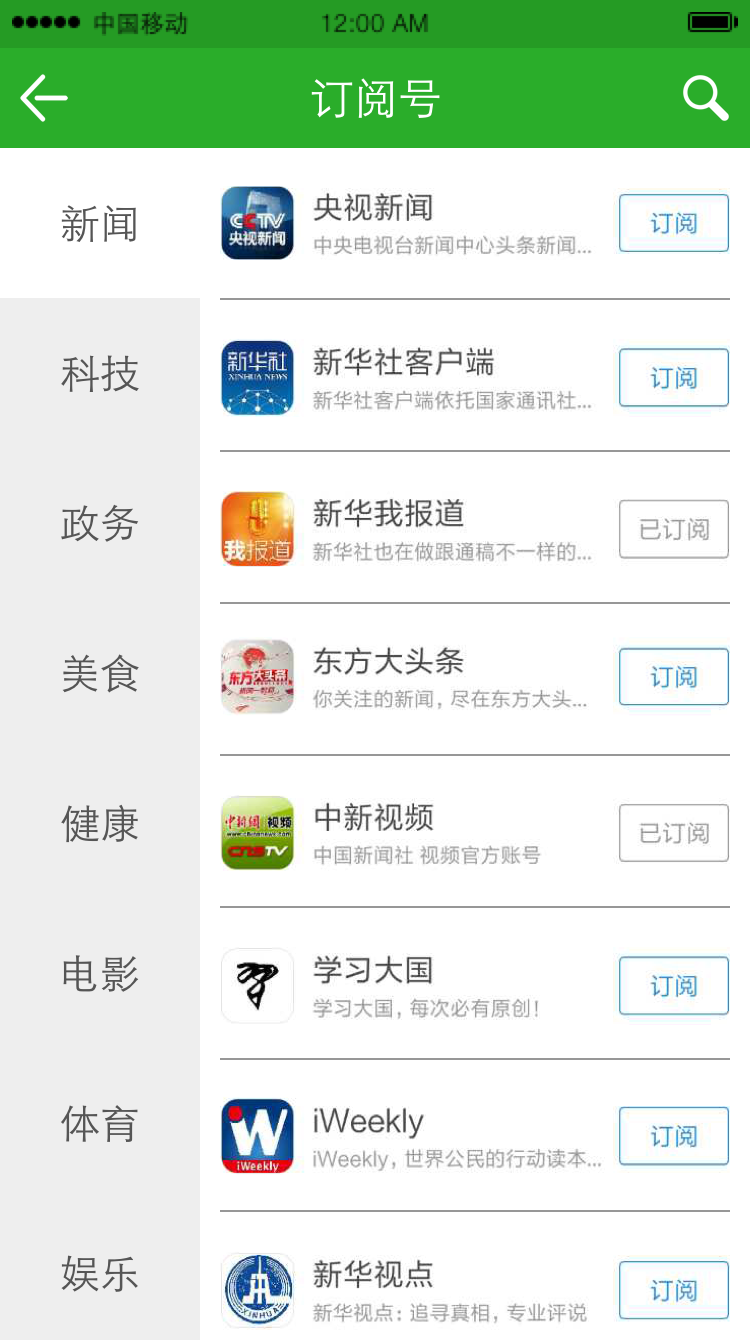 中国移动 12:00 AM
订阅号
新闻
科技
政务
美食
健康
电影
体育
娱乐
CCTV
央视新闻
央视新闻
中央电视台新闻中心头条新闻...
订阅
新华社
XINHUA NEWS
新华社客户端
新华社客户端依托国家通讯社...
订阅
我报道
新华我报道
新华社也在做跟通稿不一样的...
已订阅
东方大头条
东方大头条
你关注的新闻，尽在东方大头...
订阅
中新网 视频
www.chinanews.com
CNSTV
中新视频
中国新闻社 视频官方账号
已订阅
学习大国
学习大国，每次必有原创！
订阅
iWeekly
iWeekly
iWeekly，世界公民的行动读本...
订阅
XINHUA
新华视点
新华视点：追寻真相，专业评说
订阅